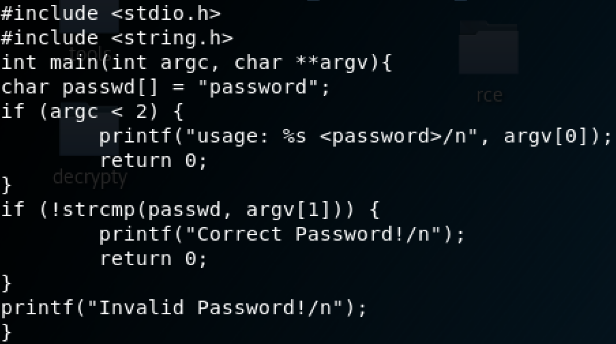 #include <stdio.h>
#include <string.h>
int main(int argc, char **argv){
char passwd[] = "password";
if (argc < 2) {
        printf("usage: %s <password>/n", argv[0]);
        return 0;
}
if (!strcmp(passwd, argv[1])) {
        printf("Correct Password!/n");
        return 0;
}
printf("Invalid Password!/n");
}
tools
rce
decrypty